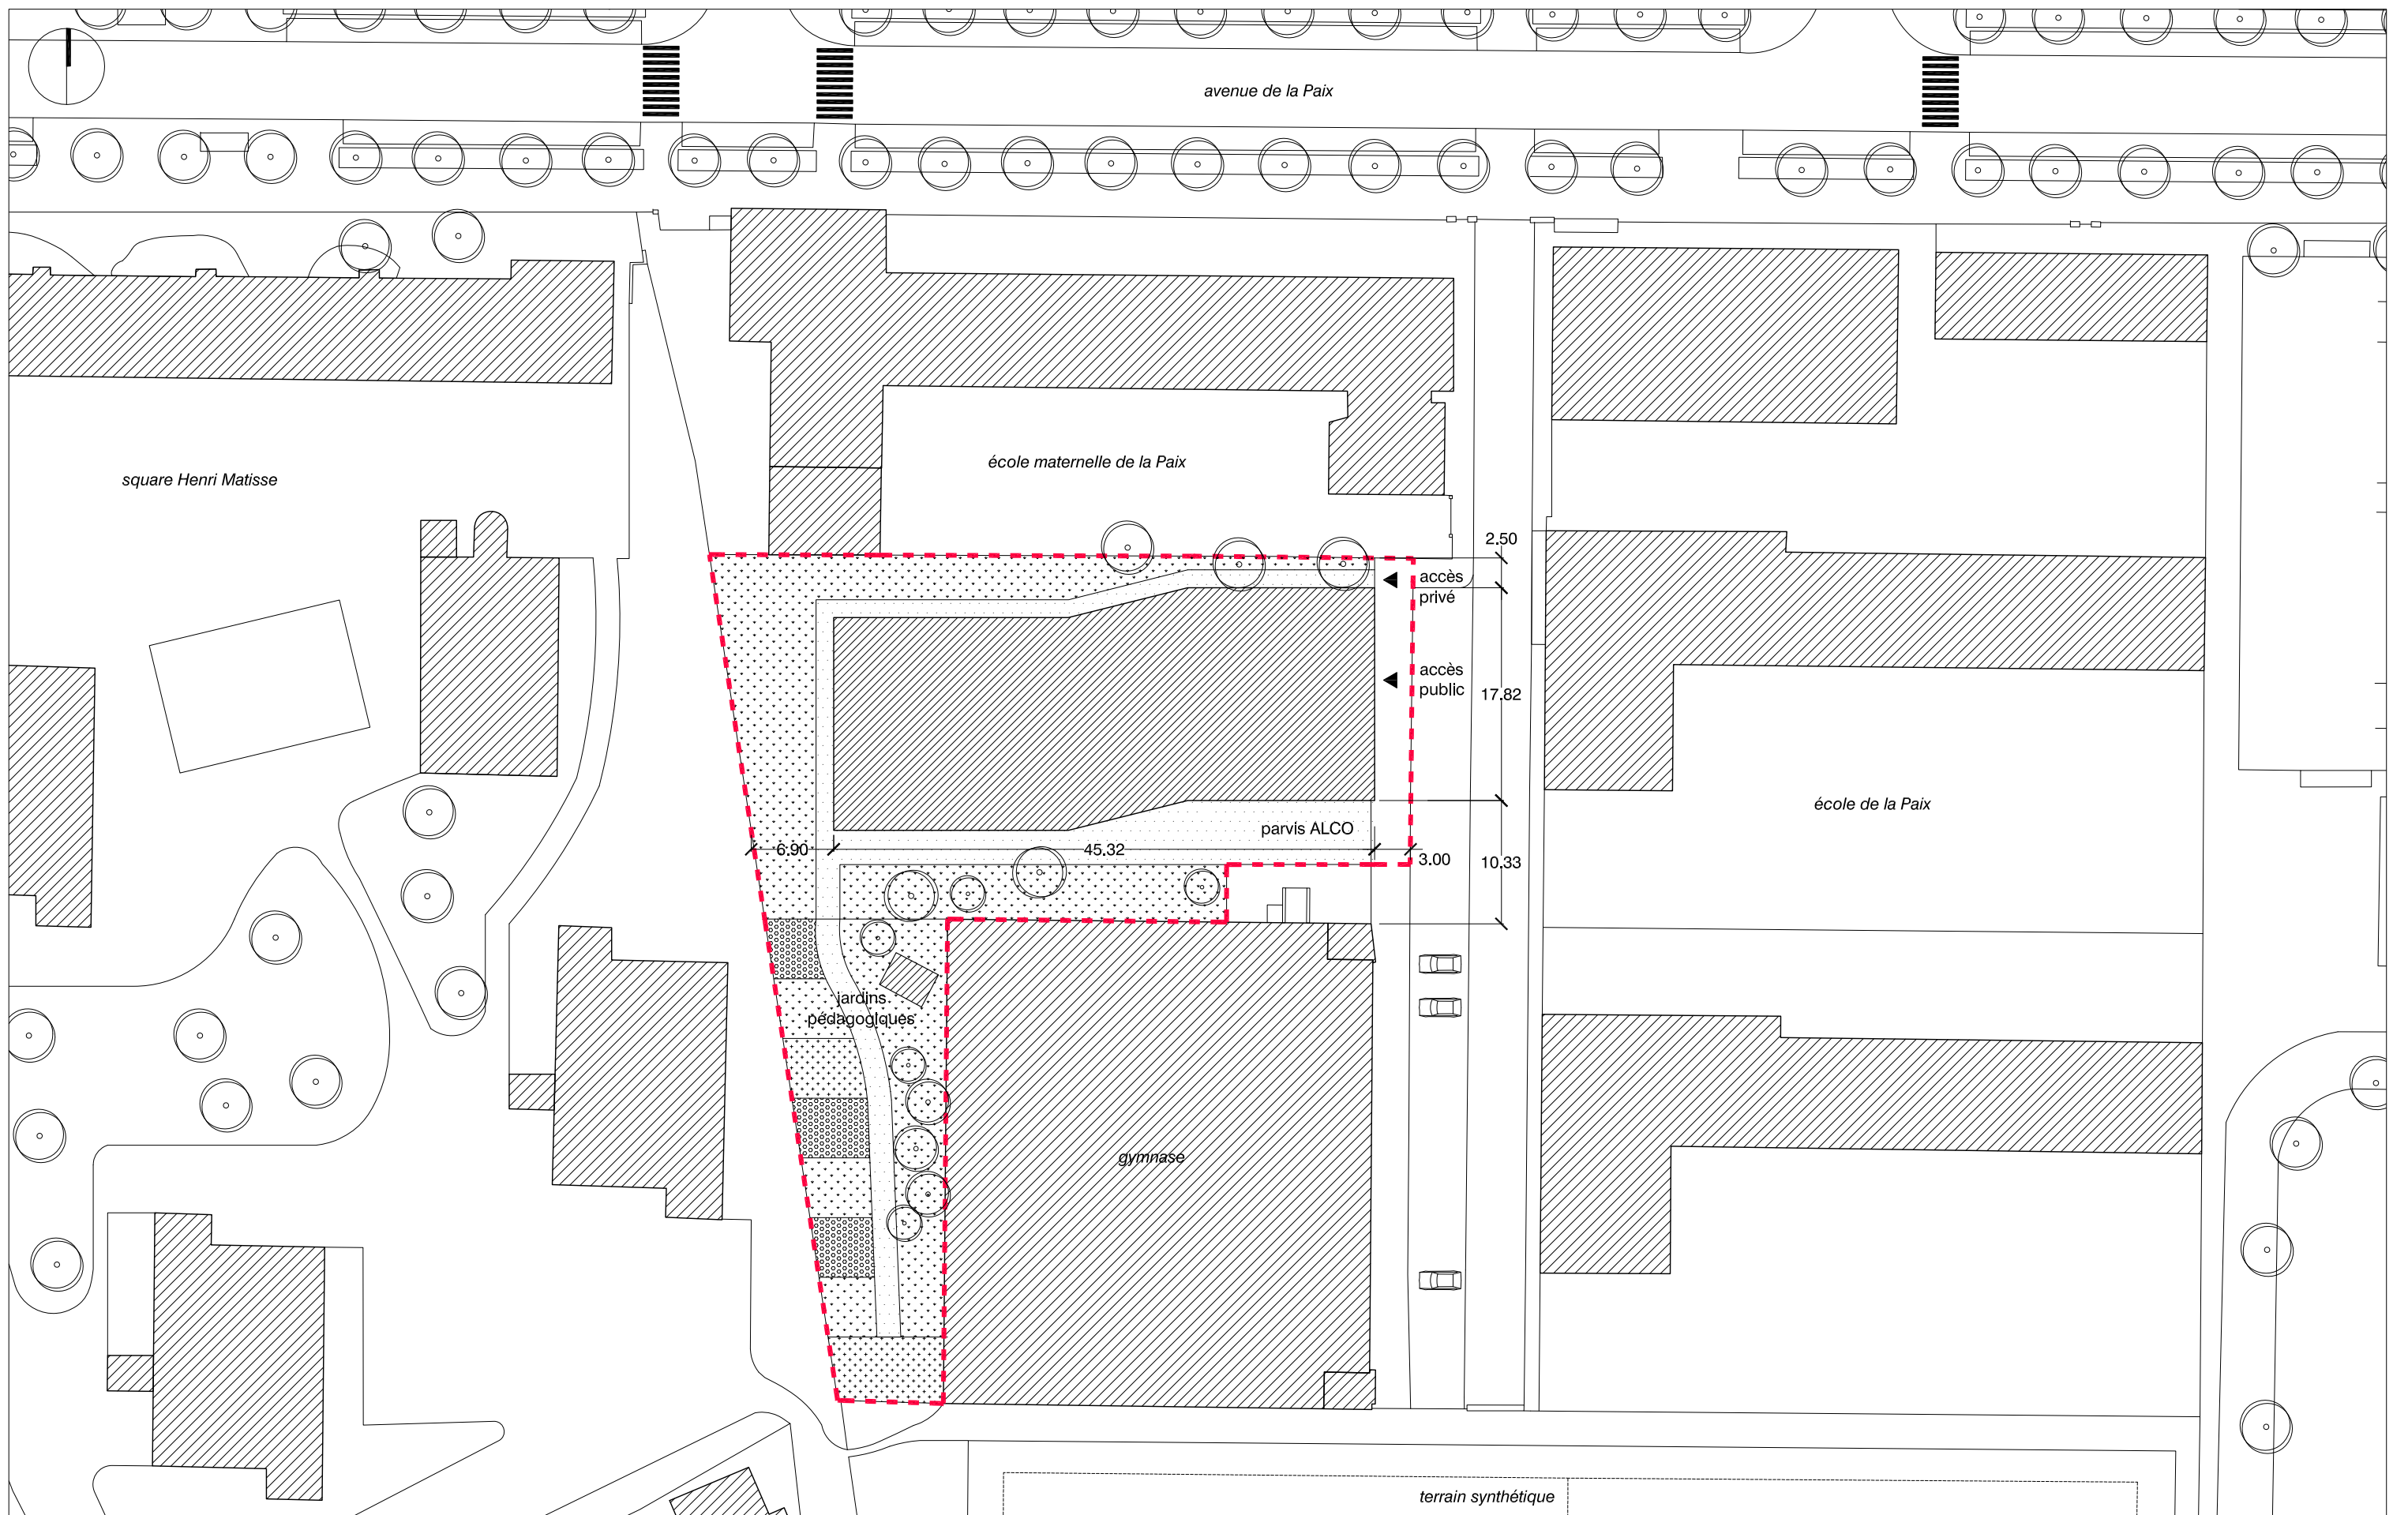 avenue de la Paix
école maternelle de la Paix
square Henri Matisse
2.50
accès
privé
accès
public
17.82
école de la Paix
parvis ALCO
6.90
45.32
3.00
10.33
jardins
pédagogiques
gymnase
terrain synthétique